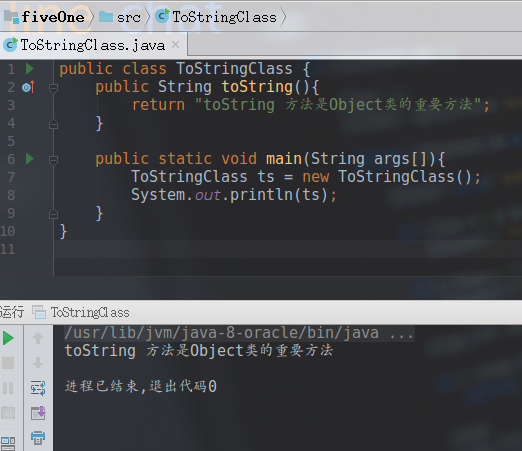 fiveOne src ToStringClass
ToStringClass.java ×
1 public class ToStringClass {
2 public String toString(){
3 return "toString 方法是Object类的重要方法";
4 }
5
6 public static void main(String args[]){
7 ToStringClass ts = new ToStringClass();
8 System.out.println(ts);
9 }
10 }
11
运行 ToStringClass
/usr/lib/jvm/java-8-oracle/bin/java ...
toString 方法是Object类的重要方法
进程已结束,退出代码0